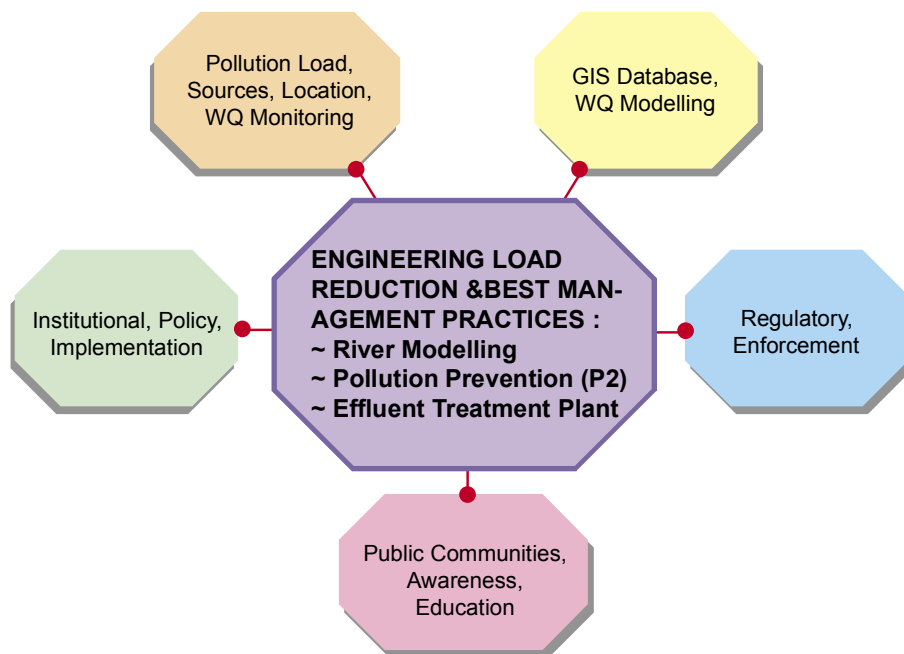 Pollution Load,
Sources, Location,
WQ Monitoring
GIS Database,
WQ Modelling
ENGINEERING LOAD
REDUCTION &BEST MAN-
AGEMENT PRACTICES :
~ River Modelling
~ Pollution Prevention (P2)
~ Effluent Treatment Plant
Institutional, Policy,
Implementation
Regulatory,
Enforcement
Public Communities,
Awareness,
Education